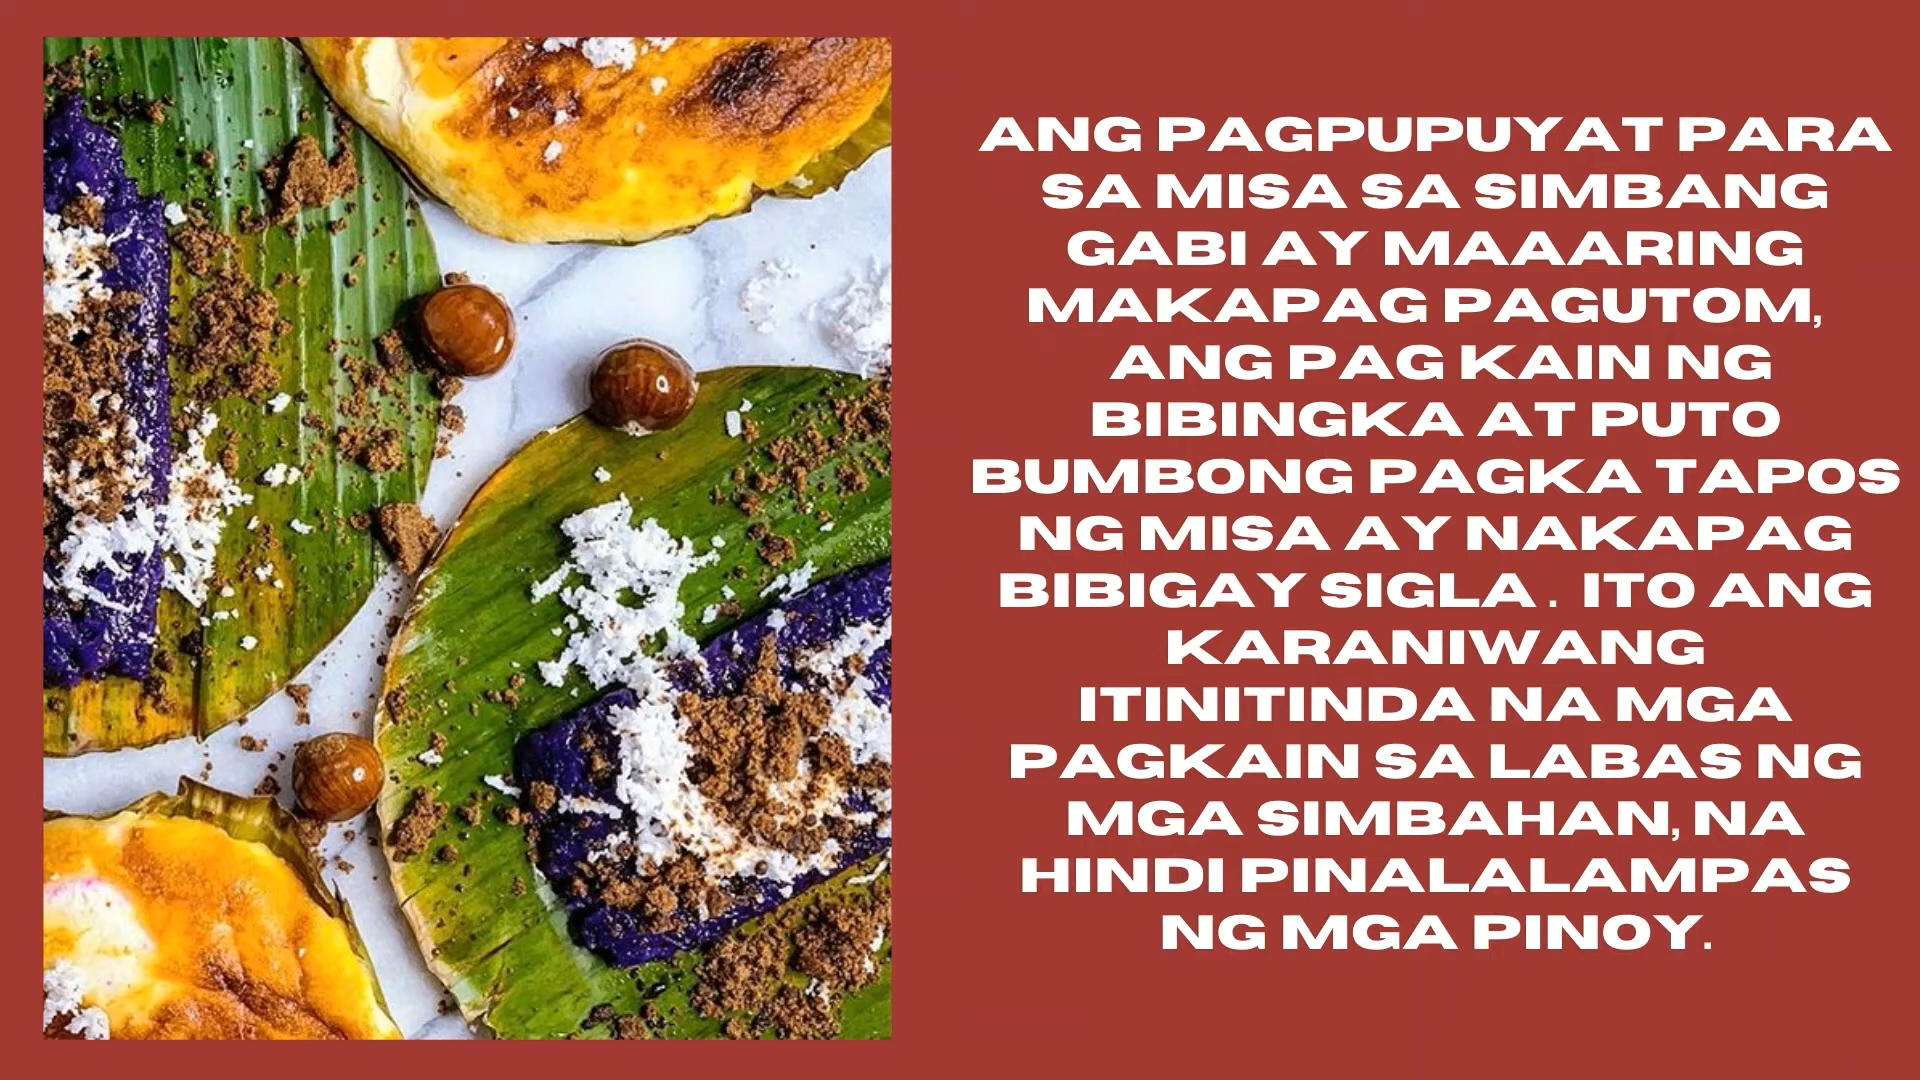 ANG PAGPUPUYAT PARA
SA MISA SA SIMBANG
GABI AY MAAARING
MAKAPAG PAGUTOM,
ANG PAG KAIN NG
BIBINGKA AT PUTO
BUMBONG PAGKA TAPOS
NG MISA AY NAKAPAG
BIBIGAY SIGLA . ITO ANG
KARANIWANG
ITINITINDA NA MGA
PAGKAIN SA LABAS NG
MGA SIMBAHAN, NA
HINDI PINALALAMPAS
NG MGA PINOY.